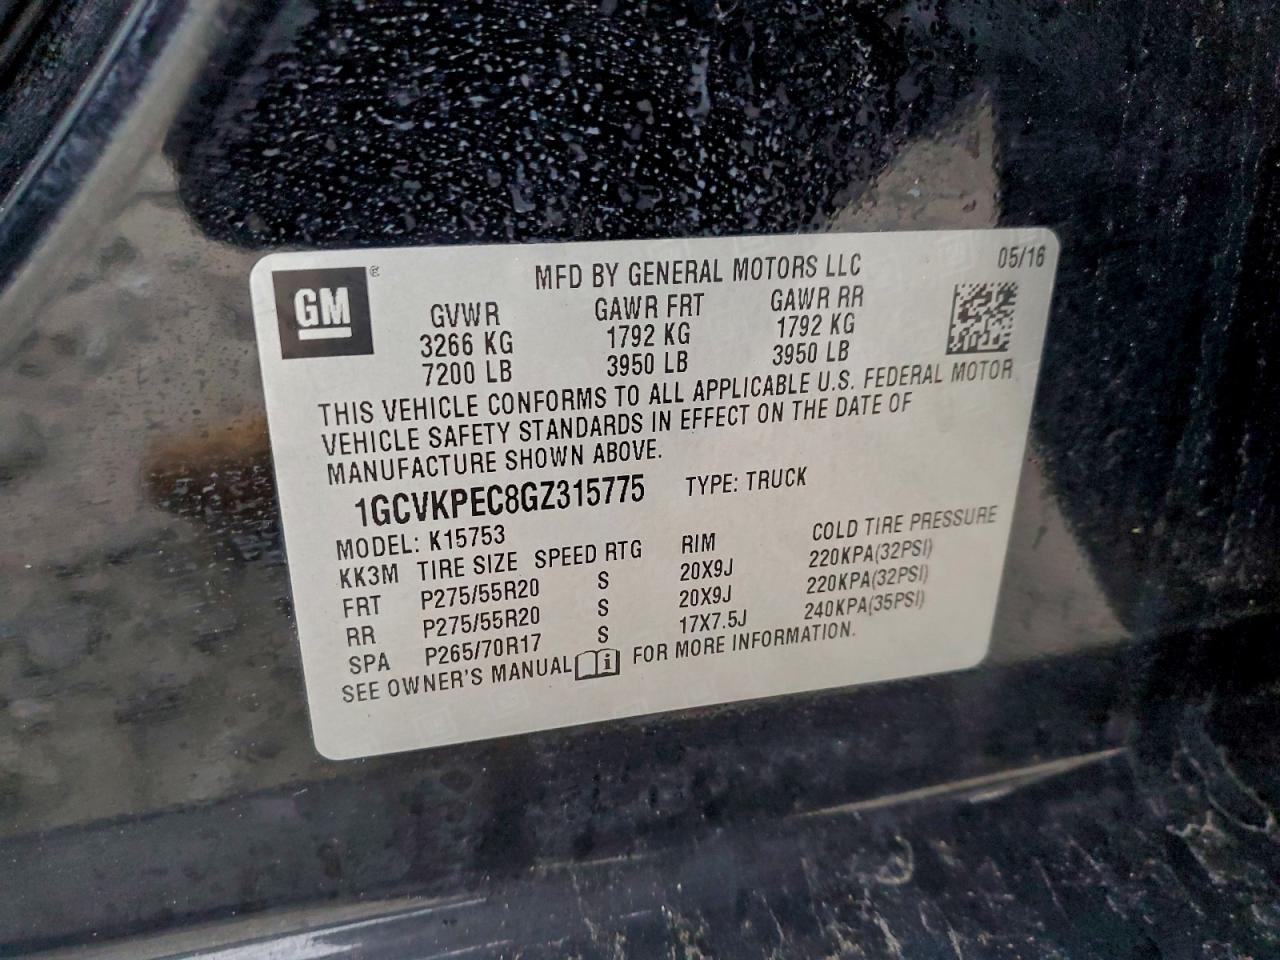 GM ®
MFD BY GENERAL MOTORS LLC 05/16
GVWR GAWR FRT GAWR RR
3266 KG 1792 KG 1792 KG
7200 LB 3950 LB 3950 LB
THIS VEHICLE CONFORMS TO ALL APPLICABLE U.S. FEDERAL MOTOR
VEHICLE SAFETY STANDARDS IN EFFECT ON THE DATE OF
MANUFACTURE SHOWN ABOVE.
1GCVKPEC8GZ315775 TYPE: TRUCK
MODEL: K15753
KK3M TIRE SIZE SPEED RTG RIM COLD TIRE PRESSURE
FRT P275/55R20 S 20X9J 220KPA(32PSI)
RR P275/55R20 S 20X9J 220KPA(32PSI)
SPA P265/70R17 S 17X7.5J 240KPA(35PSI)
SEE OWNER'S MANUAL FOR MORE INFORMATION.